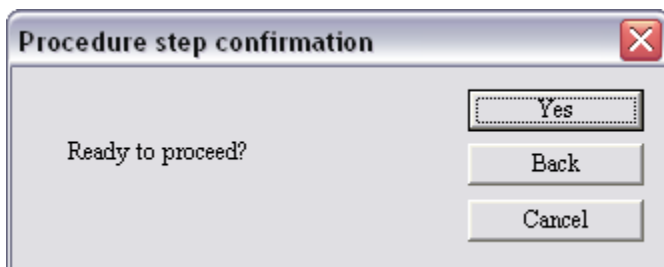 Procedure step confirmation
Ready to proceed?
Yes
Back
Cancel